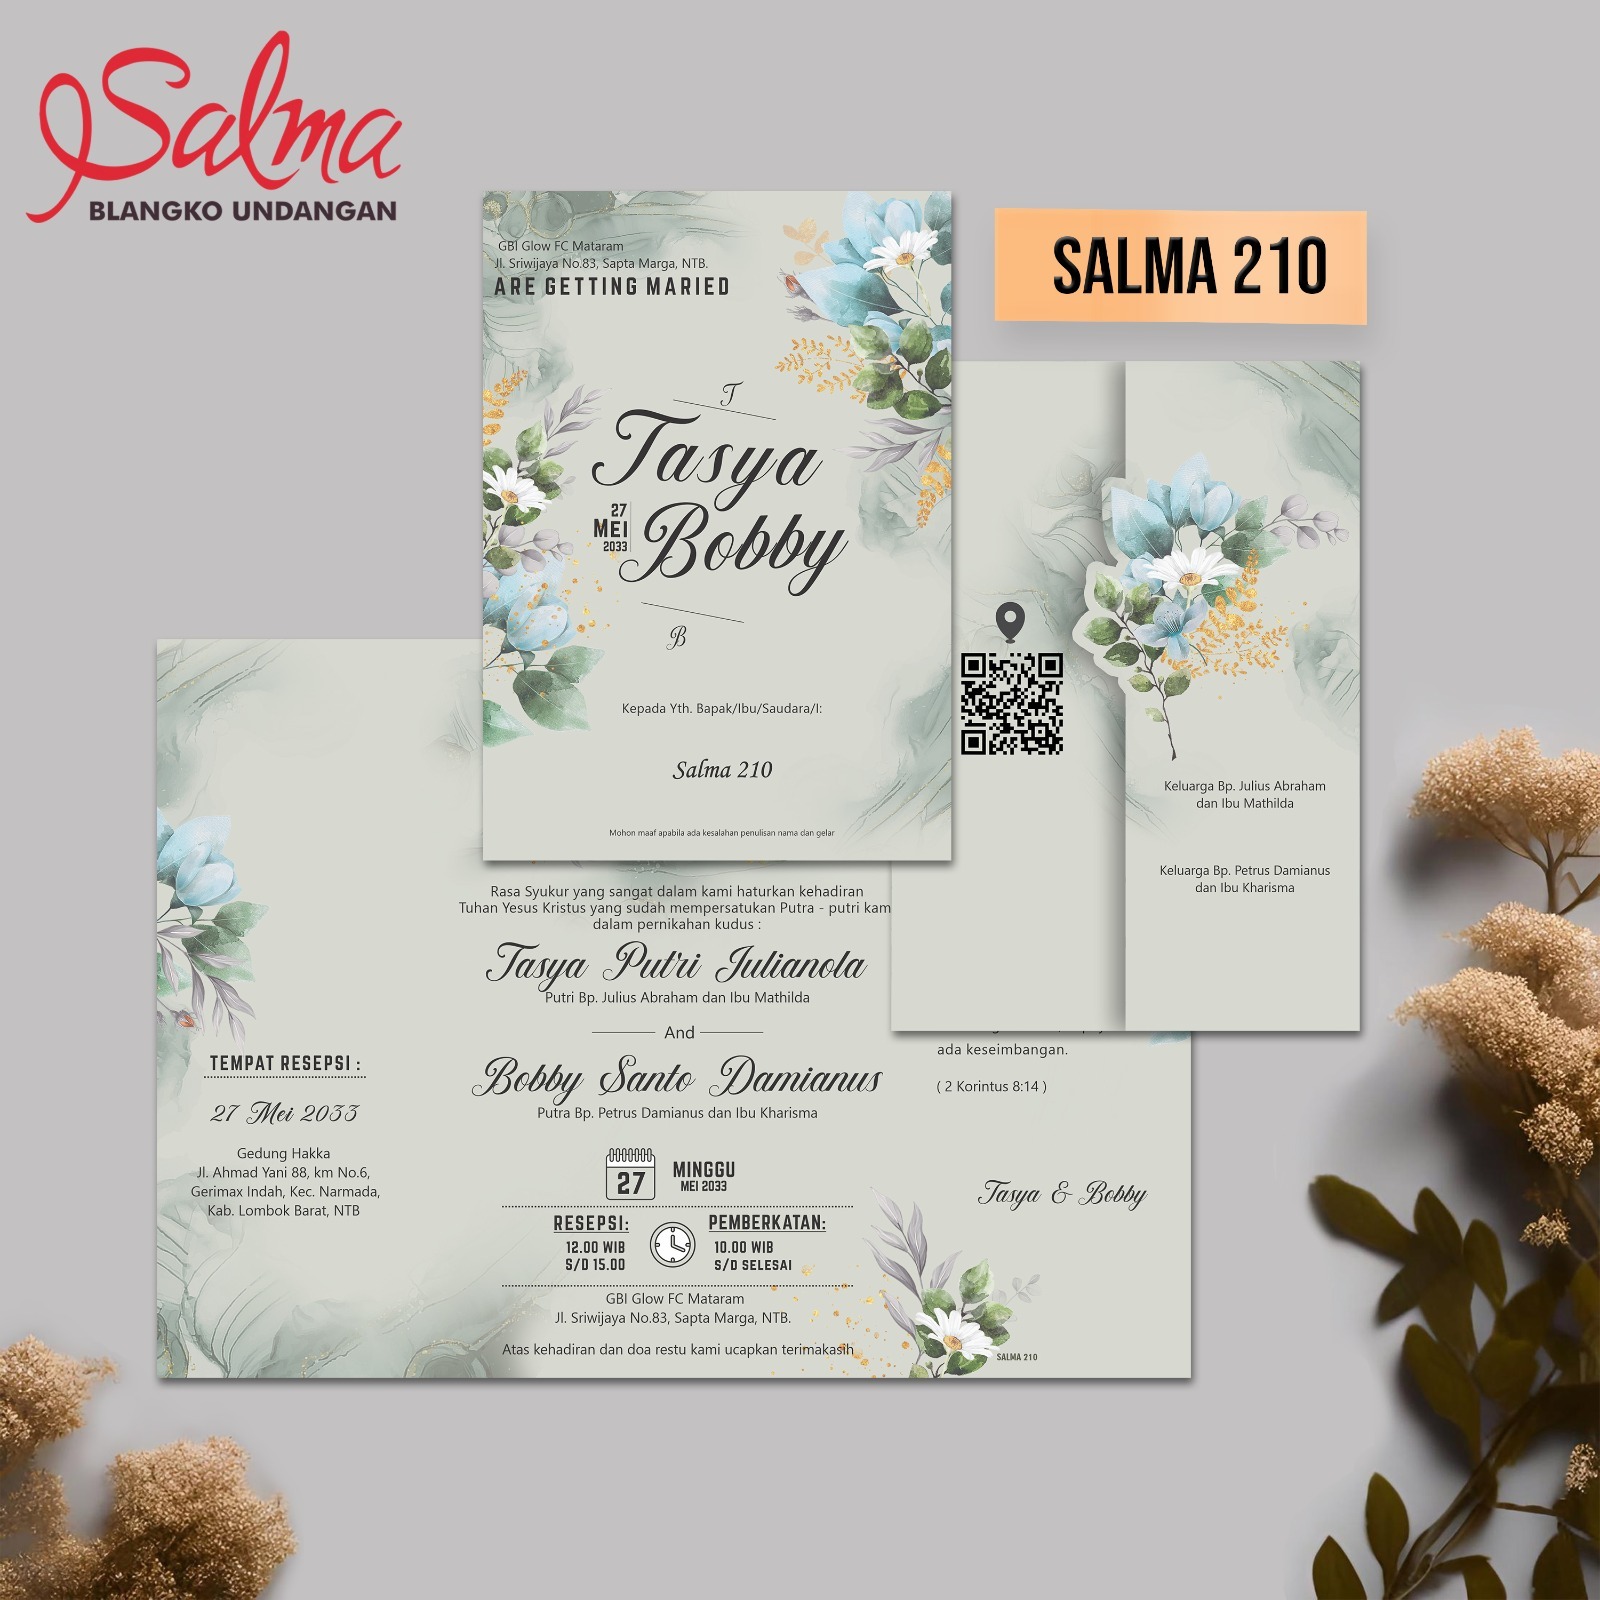 Salma
BLANGKO UNDANGAN
SALMA 210
GBI Glow FC Mataram
Jl. Sriwijaya No.83, Sapta Marga, NTB.
ARE GETTING MARIED
T
Tasya
27
MEI
2033
Bobby
B
Kepada Yth. Bapak/Ibu/Saudara/I:
Salma 210
Mohon maaf apabila ada kesalahan penulisan nama dan gelar
Keluarga Bp. Julius Abraham
dan Ibu Mathilda
Keluarga Bp. Petrus Damianus
dan Ibu Kharisma
TEMPAT RESEPSI :
27 Mei 2033
Gedung Hakka
Jl. Ahmad Yani 88, km No.6,
Gerimax Indah, Kec. Narmada,
Kab. Lombok Barat, NTB
Rasa Syukur yang sangat dalam kami haturkan kehadiran
Tuhan Yesus Kristus yang sudah mempersatukan Putra - putri kam
dalam pernikahan kudus :
Tasya Putri Julianola
Putri Bp. Julius Abraham dan Ibu Mathilda
And
Bobby Santo Damianus
Putra Bp. Petrus Damianus dan Ibu Kharisma
27
MINGGU
MEI 2033
RESEPSI:
12.00 WIB
S/D 15.00
PEMBERKATAN:
10.00 WIB
S/D SELESAI
GBI Glow FC Mataram
Jl. Sriwijaya No.83, Sapta Marga, NTB.
Atas kehadiran dan doa restu kami ucapkan terimakasih
ada keseimbangan.
( 2 Korintus 8:14 )
Tasya & Bobby
SALMA 210